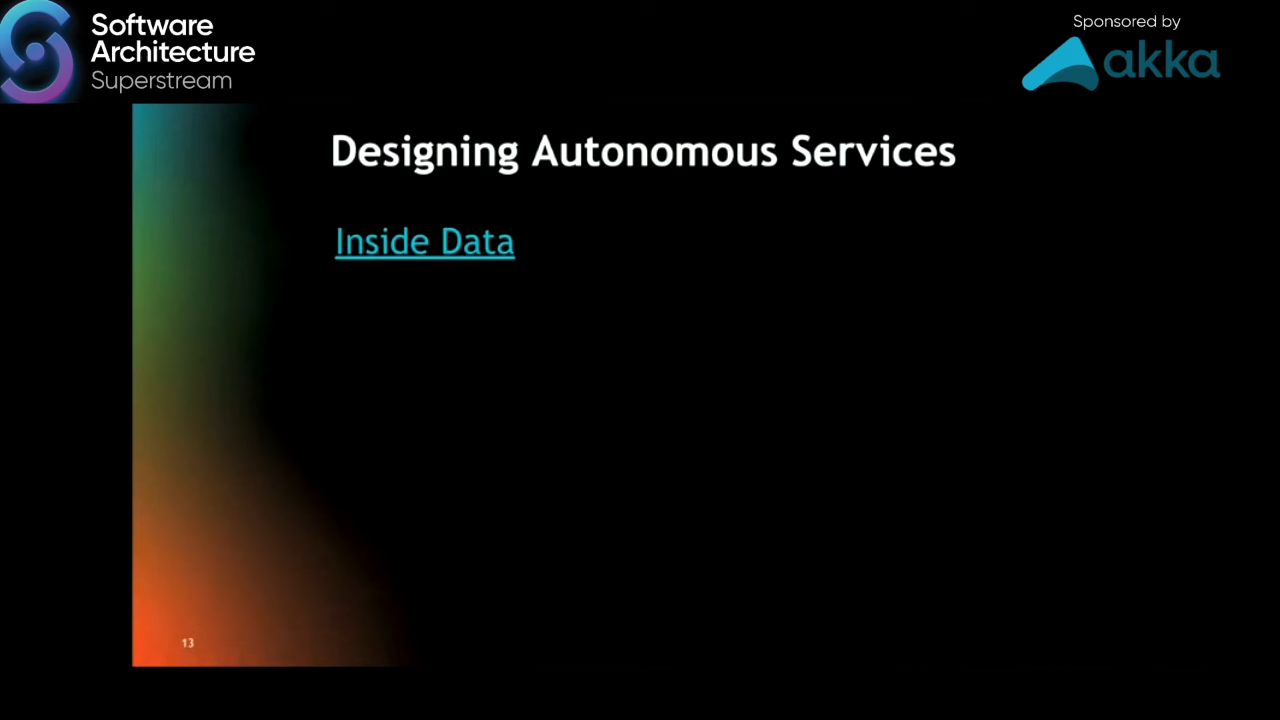 Software
Architecture
Superstream
Sponsored by
akka
Designing Autonomous Services
Inside Data
13